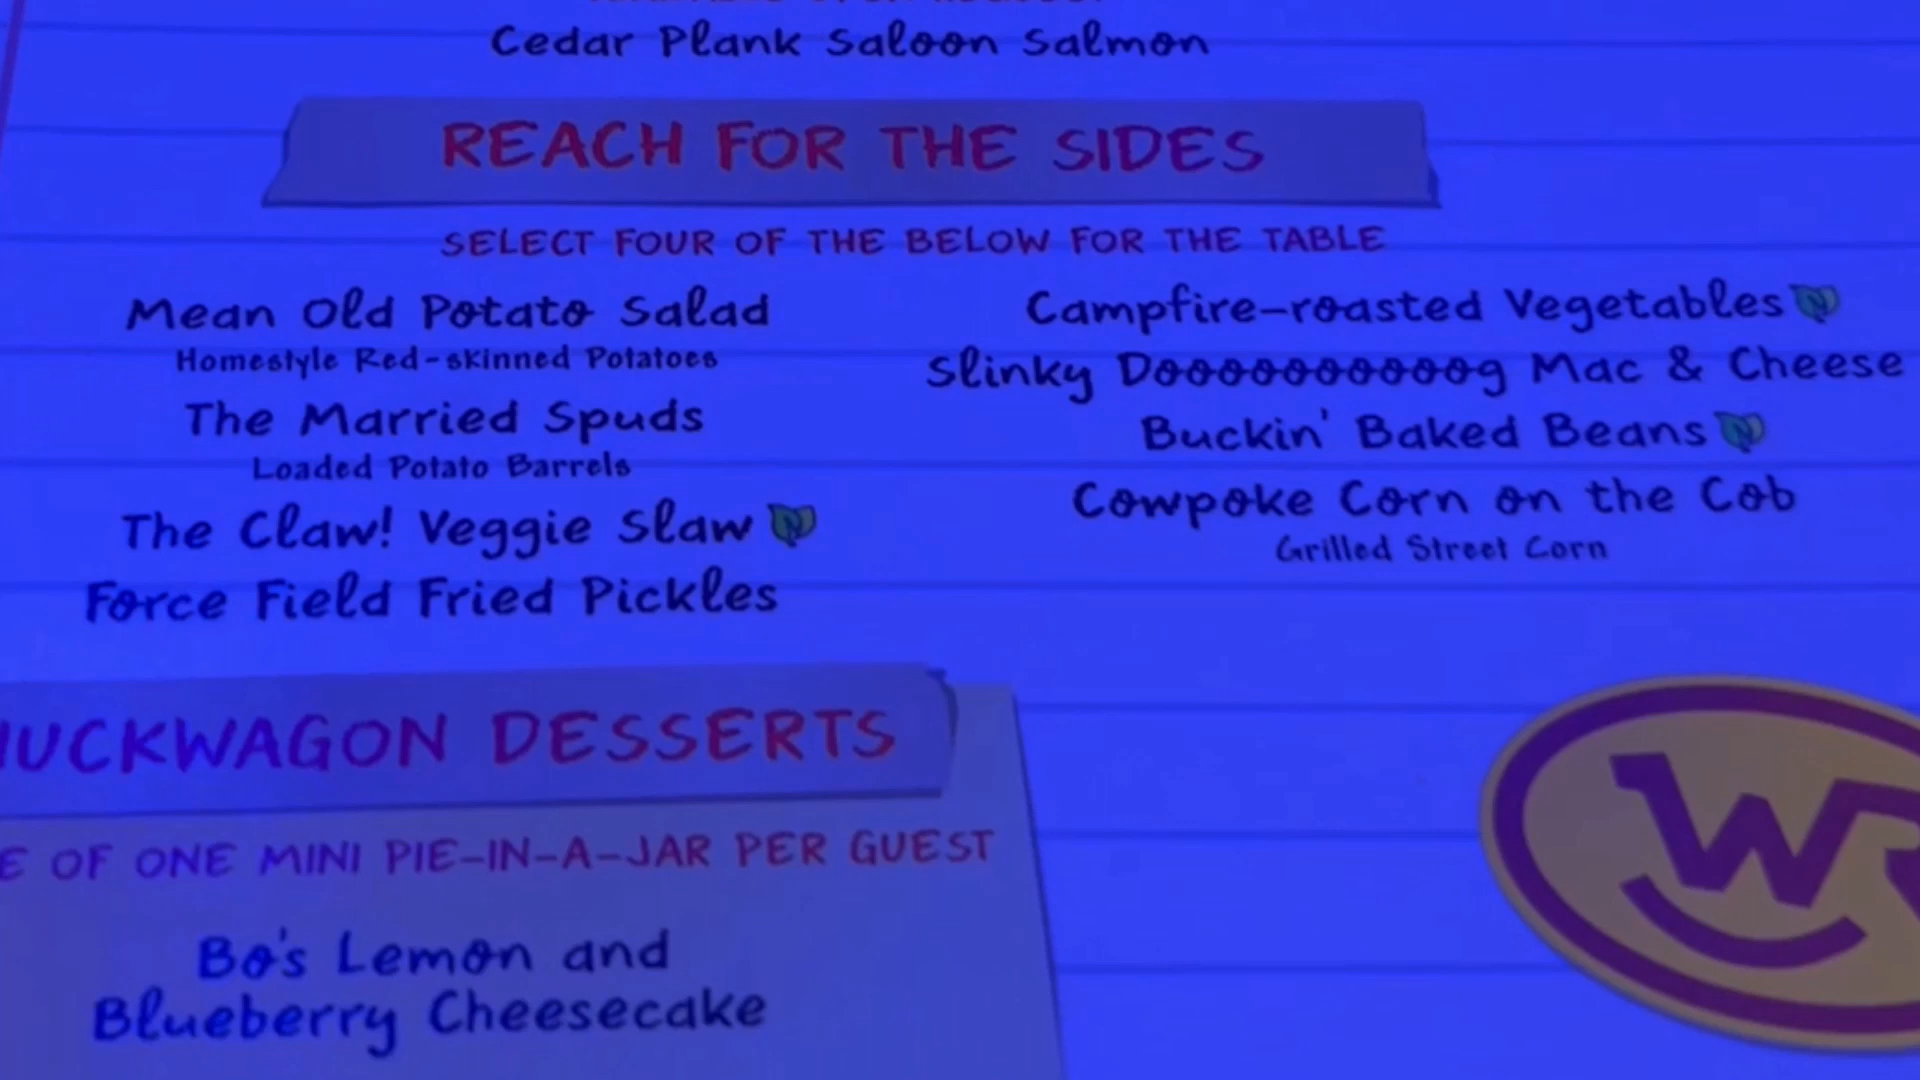 Cedar Plank Saloon Salmon
REACH FOR THE SIDES
SELECT FOUR OF THE BELOW FOR THE TABLE
Mean Old Potato Salad
Homestyle Red-skinned Potatoes
The Married Spuds
Loaded Potato Barrels
The Claw! Veggie Slaw
Force Field Fried Pickles
Campfire-roasted Vegetables
Slinky Dooooooooooog Mac & Cheese
Buckin' Baked Beans
Cowpoke Corn on the Cob
Grilled Street Corn
HUCKWAGON DESSERTS
E OF ONE MINI PIE-IN-A-JAR PER GUEST
Bo's Lemon and
Blueberry Cheesecake
WR